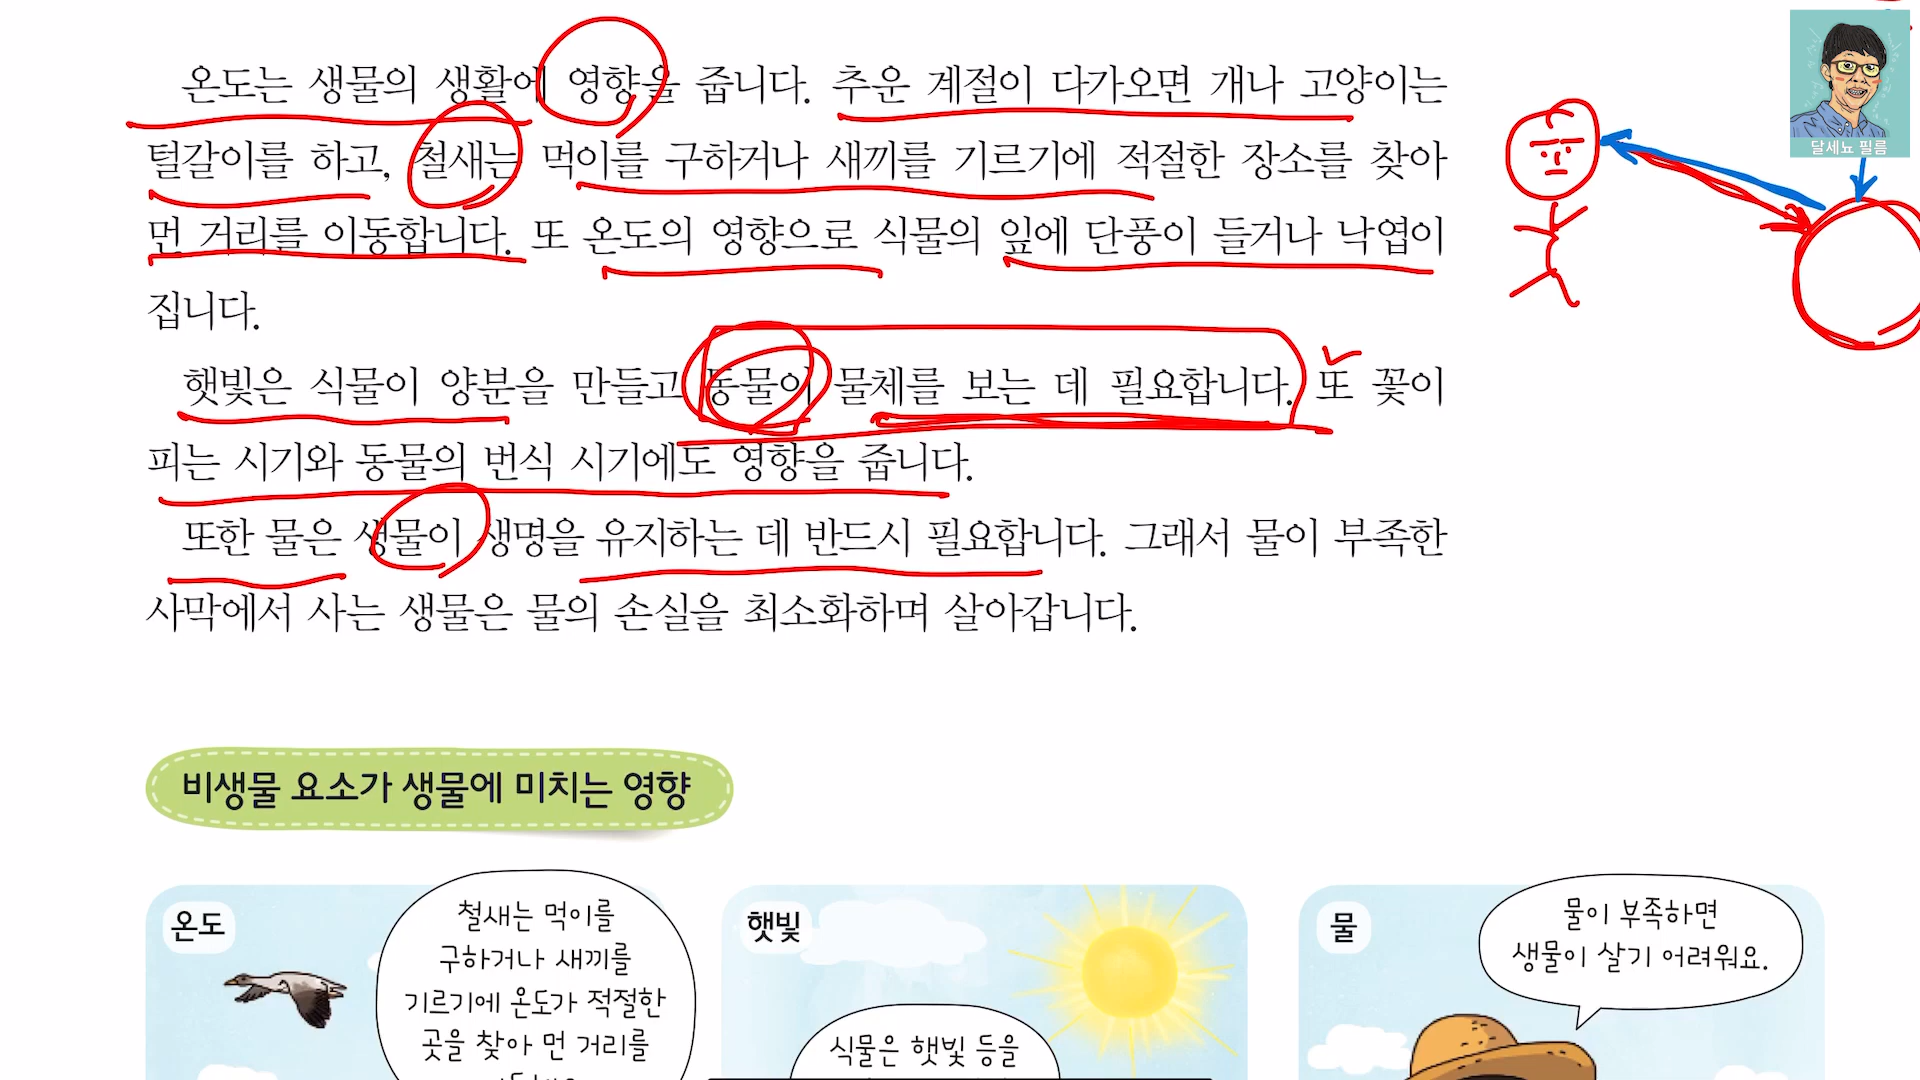 달세뇨 필름
온도는 생물의 생활에 영향을 줍니다. 추운 계절이 다가오면 개나 고양이는
털갈이를 하고, 철새는 먹이를 구하거나 새끼를 기르기에 적절한 장소를 찾아
먼 거리를 이동합니다. 또 온도의 영향으로 식물의 잎에 단풍이 들거나 낙엽이
집니다.
햇빛은 식물이 양분을 만들고 동물이 물체를 보는 데 필요합니다. 또 꽃이
피는 시기와 동물의 번식 시기에도 영향을 줍니다.
또한 물은 생물이 생명을 유지하는 데 반드시 필요합니다. 그래서 물이 부족한
사막에서 사는 생물은 물의 손실을 최소화하며 살아갑니다.
비생물 요소가 생물에 미치는 영향
온도
철새는 먹이를
구하거나 새끼를
기르기에 온도가 적절한
곳을 찾아 먼 거리를
햇빛
식물은 햇빛 등을
물
물이 부족하면
생물이 살기 어려워요.